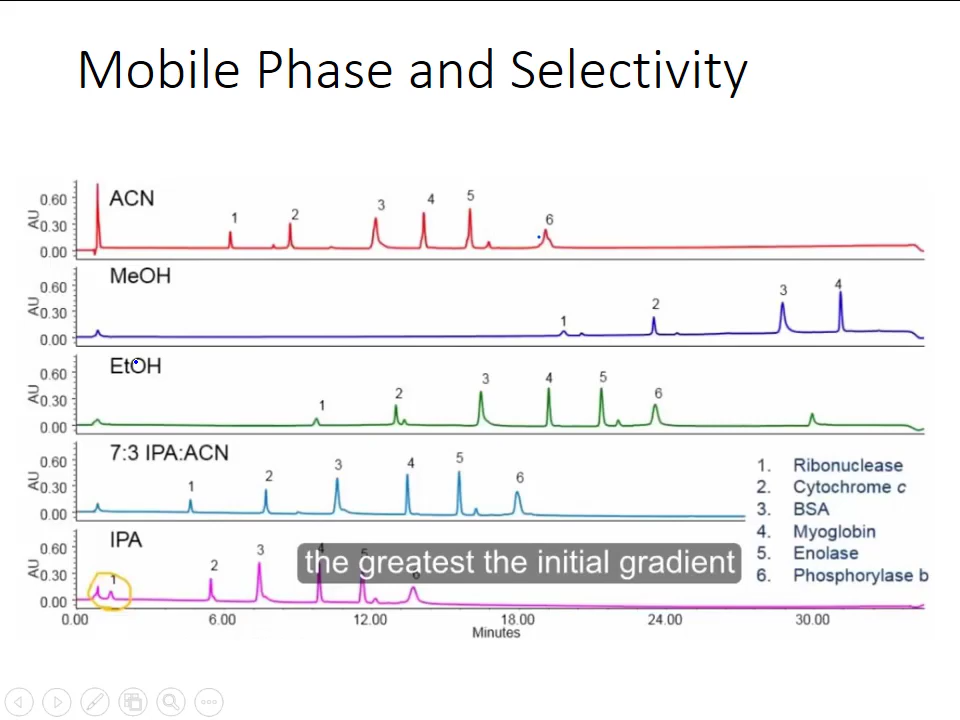 Mobile Phase and Selectivity
ACN
AU
0.60
0.30
0.00
1 2 3 4 5 6
MeOH
AU
0.60
0.30
0.00
1 2 3 4
EtOH
AU
0.60
0.30
0.00
1 2 3 4 5 6
7:3 IPA:ACN
AU
0.60
0.30
0.00
1 2 3 4 5 6
1. Ribonuclease
2. Cytochrome c
3. BSA
4. Myoglobin
5. Enolase
6. Phosphorylase b
IPA
AU
0.60
0.30
0.00
1 2 3 4 5 6
the greatest the initial gradient
0.00 6.00 12.00 18.00 24.00 30.00
Minutes